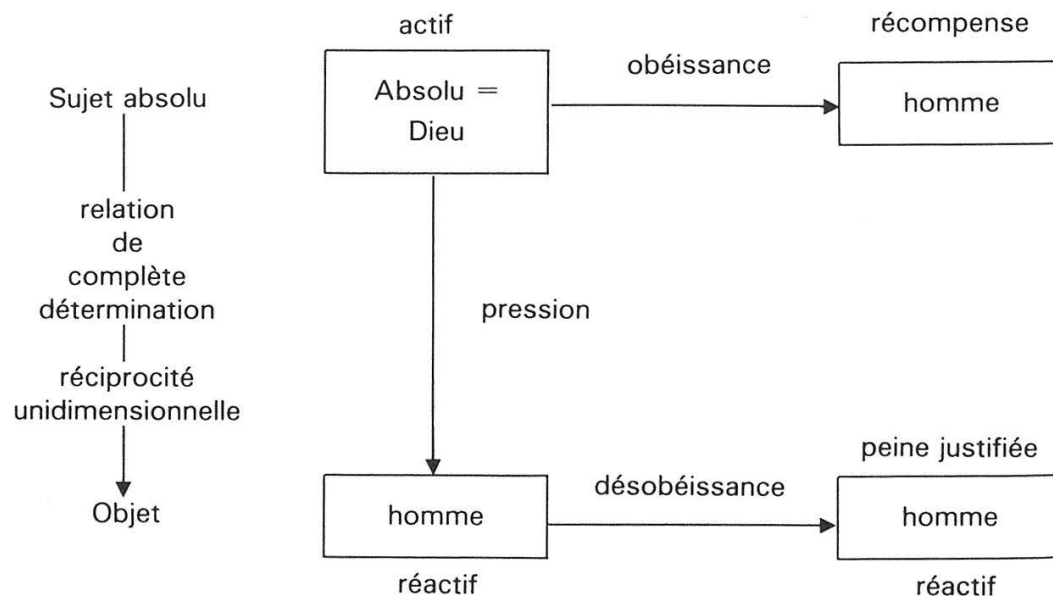 Sujet absolu
relation
de
complète
détermination
réciprocité
unidimensionnelle
Objet
actif
Absolu =
Dieu
obéissance
récompense
homme
pression
homme
réactif
désobéissance
peine justifiée
homme
réactif